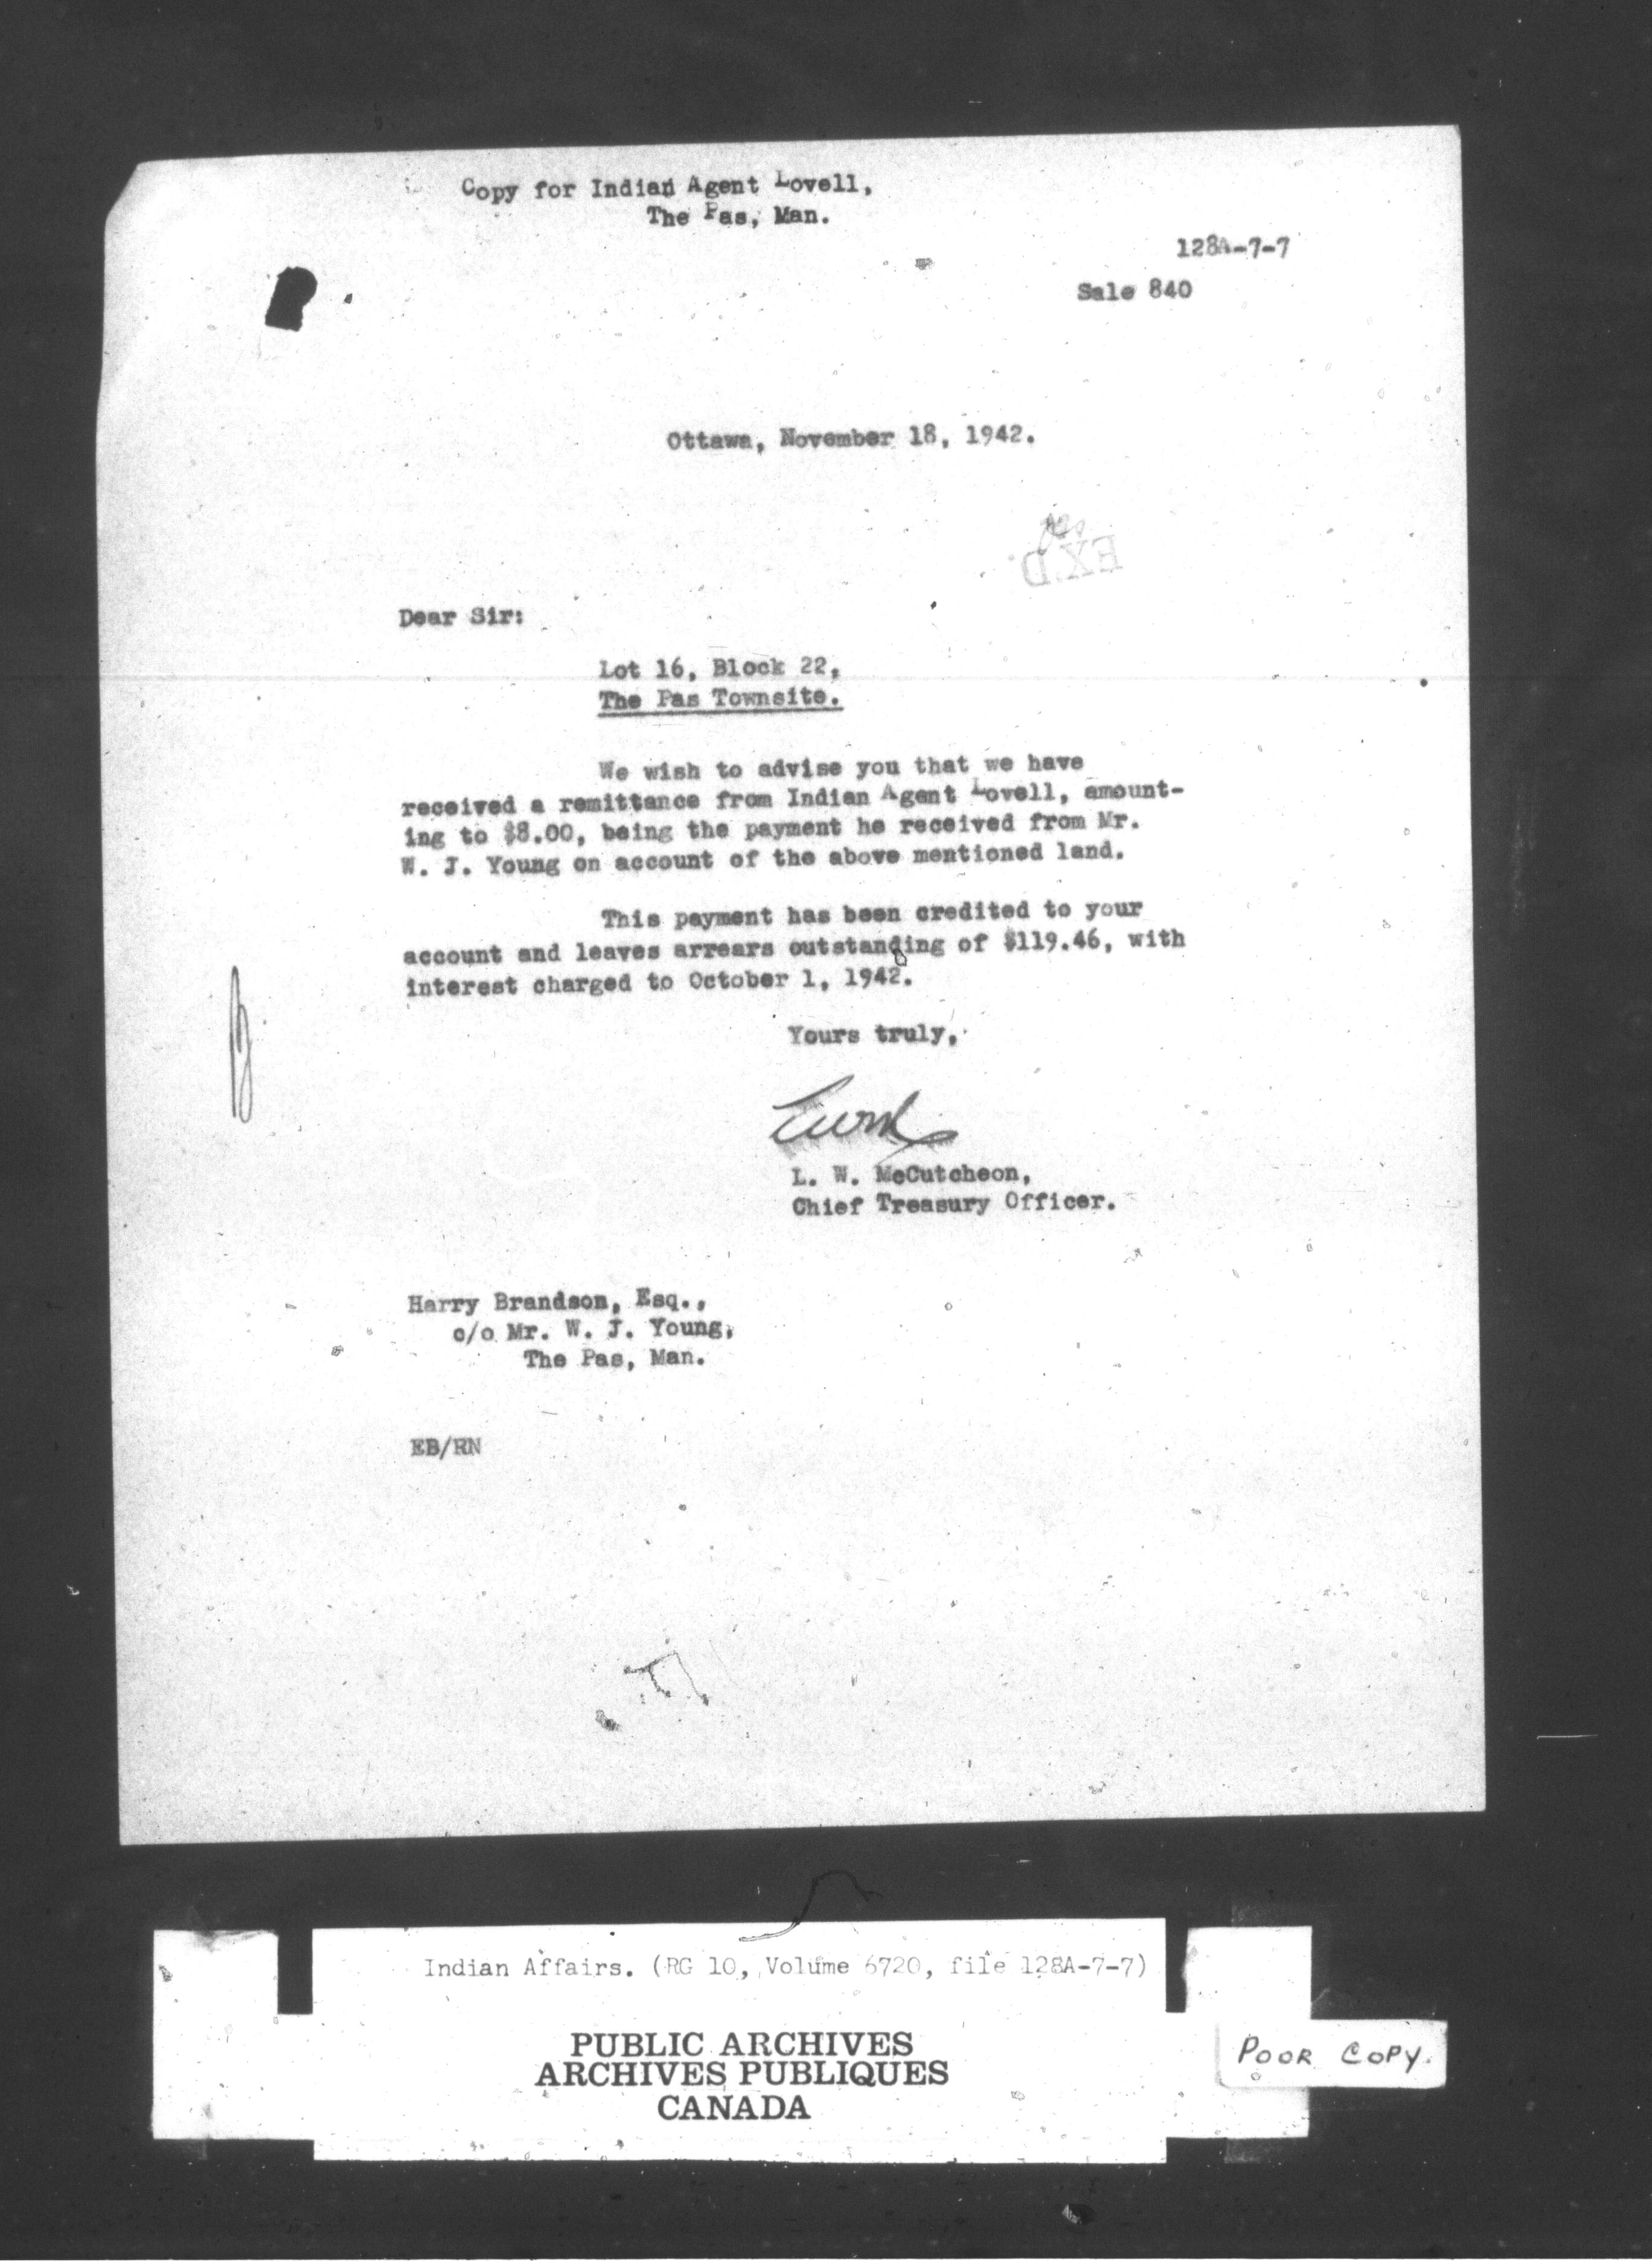 Copy for Indian Agent Lovell,
The Pas, Man.
128A-7-7
Sale 840
Ottawa, November 18, 1942.
EX.D.
Dear Sir:
Lot 16, Block 22,
The Pas Townsite.
We wish to advise you that we have
received a remittance from Indian Agent Lovell, amount-
ing to $8.00, being the payment he received from Mr.
W. J. Young on account of the above mentioned land.
This payment has been credited to your
account and leaves arrears outstanding of $119.46, with
interest charged to October 1, 1942.
Yours truly,
L. W. McCutcheon,
Chief Treasury Officer.
Harry Brandson, Esq.,
c/o Mr. W. J. Young,
The Pas, Man.
EB/RN
Indian Affairs. (RG 10, Volume 6720, file 128A-7-7)
PUBLIC ARCHIVES
ARCHIVES PUBLIQUES
CANADA
POOR COPY.